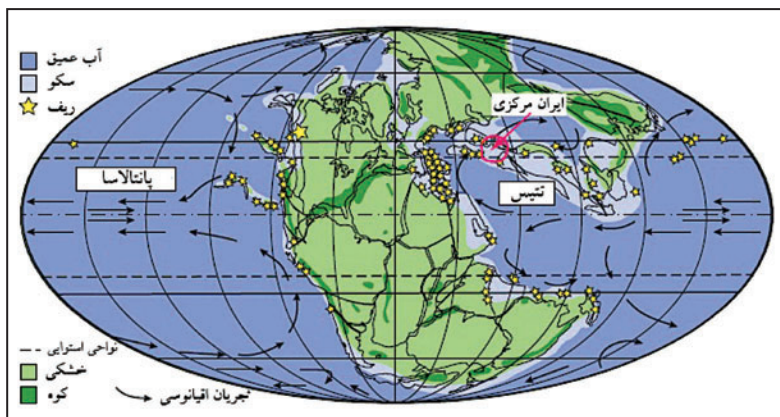 آب عمیق
سکو
ریف
ایران مرکزی
پانتالاسا
تتیس
نواحی استوایی
خشکی
کوه
جریان اقیانوسی